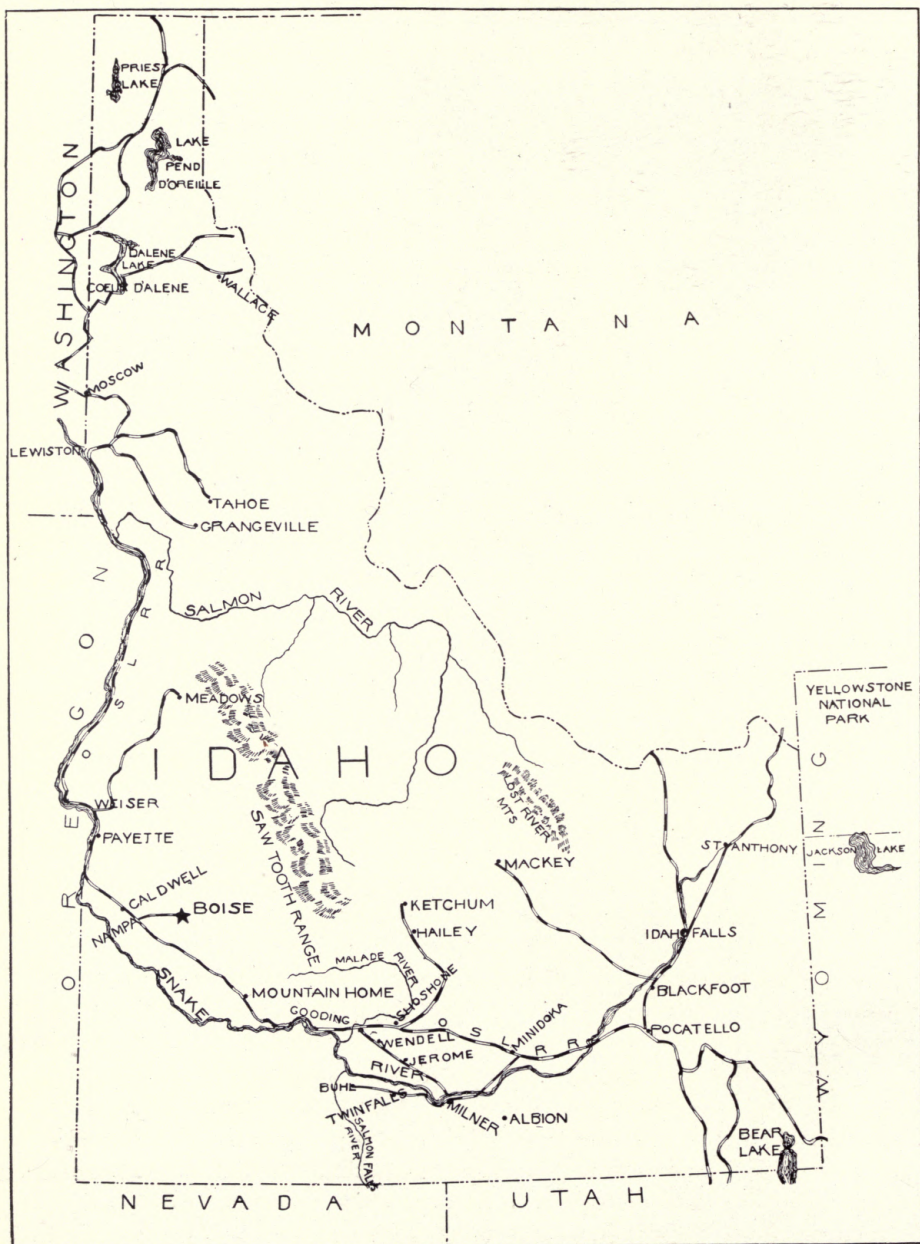 PRIEST
LAKE
LAKE
PEND
D'OREILLE
WASHINGTON
DALENE
LAKE
COEUR D'ALENE
WALLACE
MONTANA
MOSCOW
LEWISTON
TAHOE
GRANGEVILLE
OREGON
O S L R R
SALMON RIVER
YELLOWSTONE
NATIONAL
PARK
MEADOWS
IDAHO
WEISER
LOST RIVER
MTS
PAYETTE
SAW TOOTH RANGE
ST. ANTHONY
JACKSON LAKE
WYOMING
MACKEY
CALDWELL
NAMPA
BOISE
KETCHUM
HAILEY
IDAHO FALLS
MALADE RIVER
SNAKE RIVER
MOUNTAIN HOME
GOODING
SHOSHONE
BLACKFOOT
O S L R R
MINIDOKA
POCATELLO
WENDELL
JEROME
BUHL
TWIN FALLS
MILNER
ALBION
SALMON FALLS
RIVER
BEAR
LAKE
NEVADA
UTAH